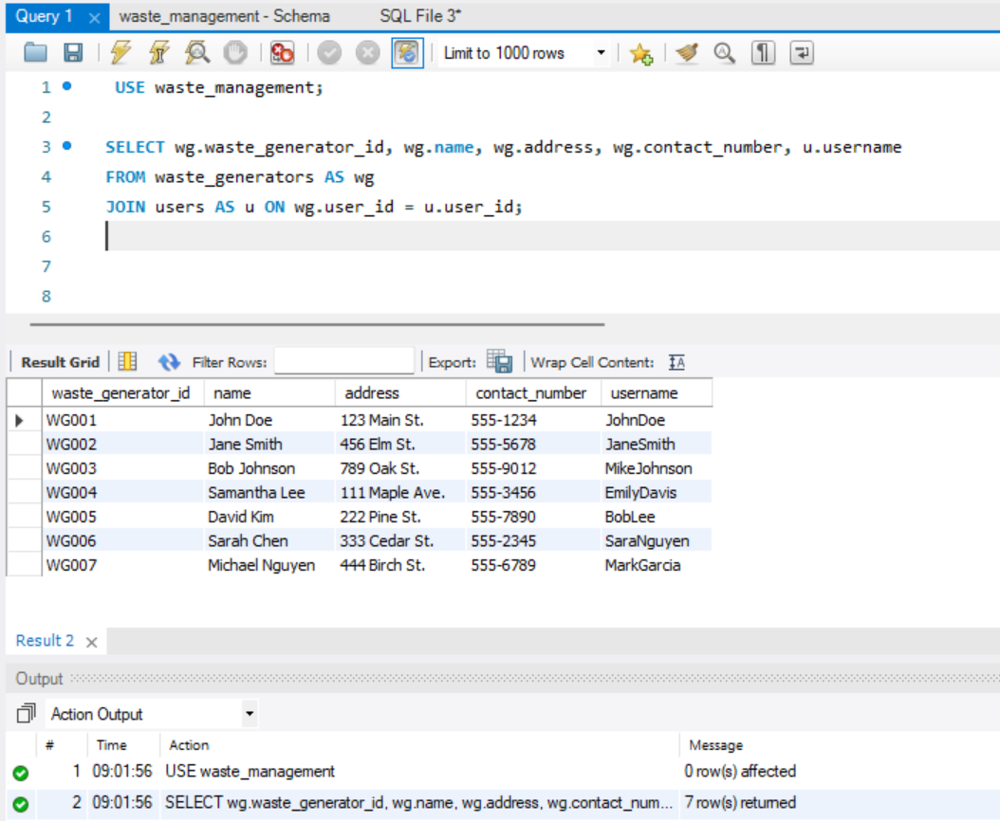 Query 1 waste_management - Schema SQL File 3*
Limit to 1000 rows
1 USE waste_management;
2
3 SELECT wg.waste_generator_id, wg.name, wg.address, wg.contact_number, u.username
4 FROM waste_generators AS wg
5 JOIN users AS u ON wg.user_id = u.user_id;
6
7
8
Result Grid Filter Rows: Export: Wrap Cell Content:
waste_generator_id name address contact_number username
WG001 John Doe 123 Main St. 555-1234 JohnDoe
WG002 Jane Smith 456 Elm St. 555-5678 JaneSmith
WG003 Bob Johnson 789 Oak St. 555-9012 MikeJohnson
WG004 Samantha Lee 111 Maple Ave. 555-3456 EmilyDavis
WG005 David Kim 222 Pine St. 555-7890 BobLee
WG006 Sarah Chen 333 Cedar St. 555-2345 SaraNguyen
WG007 Michael Nguyen 444 Birch St. 555-6789 MarkGarcia
Result 2
Output
Action Output
# Time Action Message
1 09:01:56 USE waste_management 0 row(s) affected
2 09:01:56 SELECT wg.waste_generator_id, wg.name, wg.address, wg.contact_num... 7 row(s) returned